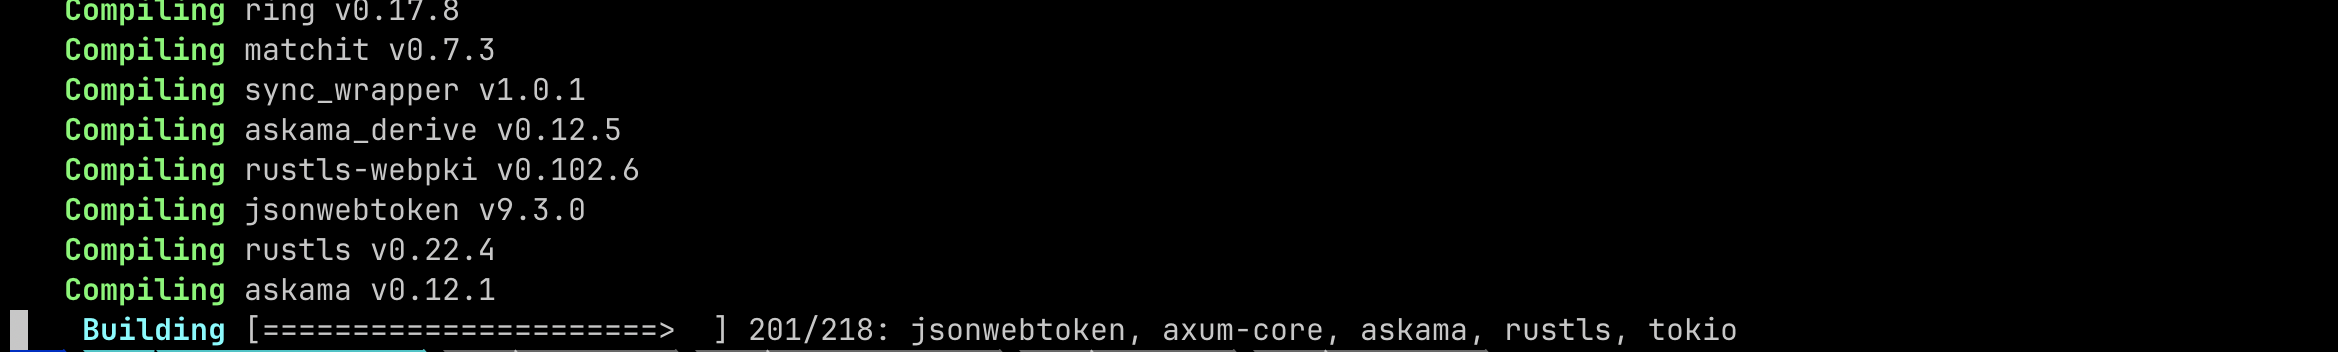 Compiling ring v0.17.8
Compiling matchit v0.7.3
Compiling sync_wrapper v1.0.1
Compiling askama_derive v0.12.5
Compiling rustls-webpki v0.102.6
Compiling jsonwebtoken v9.3.0
Compiling rustls v0.22.4
Compiling askama v0.12.1
Building [======================>  ] 201/218: jsonwebtoken, axum-core, askama, rustls, tokio